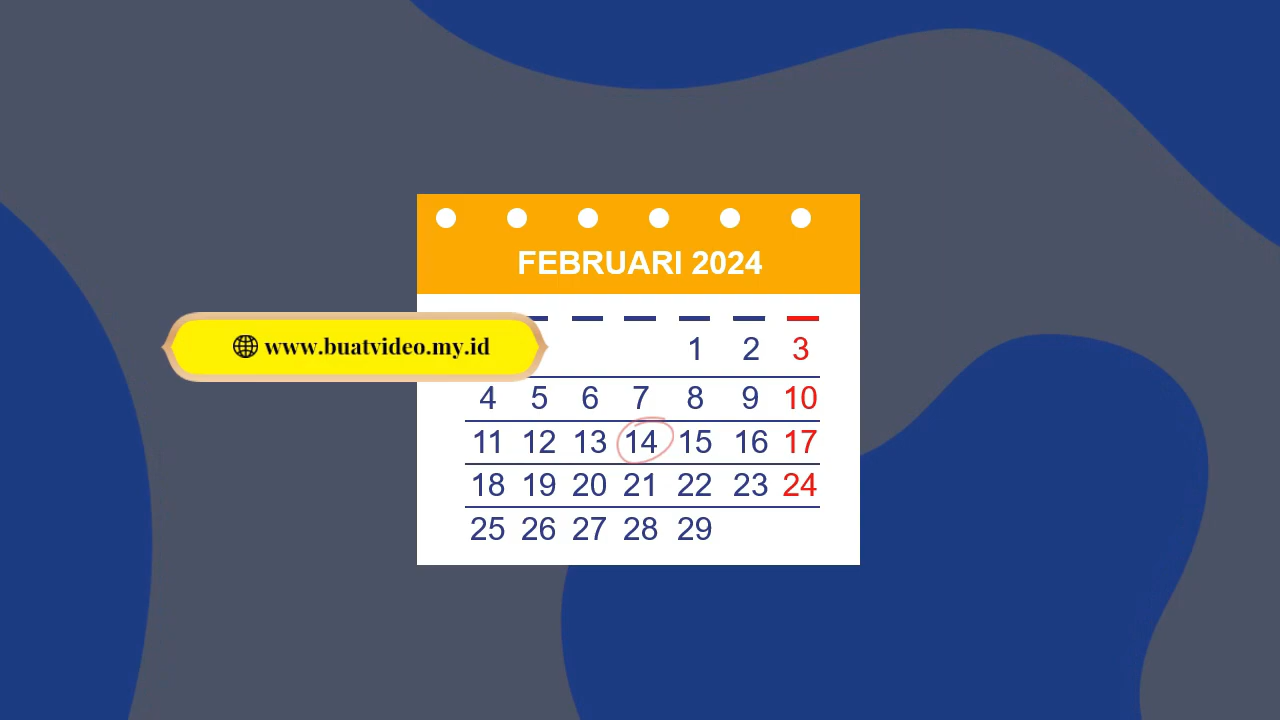 FEBRUARI 2024
www.buatvideo.my.id
1 2 3
4 5 6 7 8 9 10
11 12 13 14 15 16 17
18 19 20 21 22 23 24
25 26 27 28 29